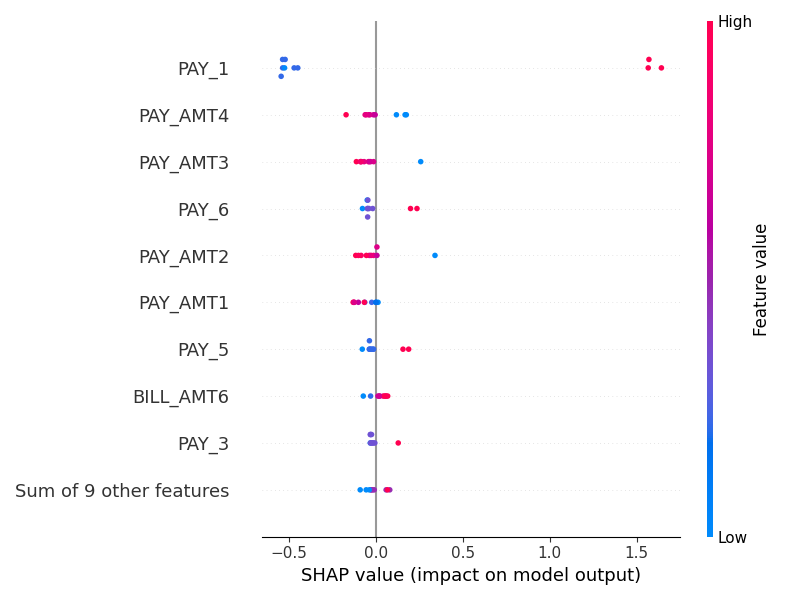 High
PAY_1
PAY_AMT4
PAY_AMT3
PAY_6
PAY_AMT2
PAY_AMT1
PAY_5
BILL_AMT6
PAY_3
Sum of 9 other features
Feature value
Low
−0.5 0.0 0.5 1.0 1.5
SHAP value (impact on model output)